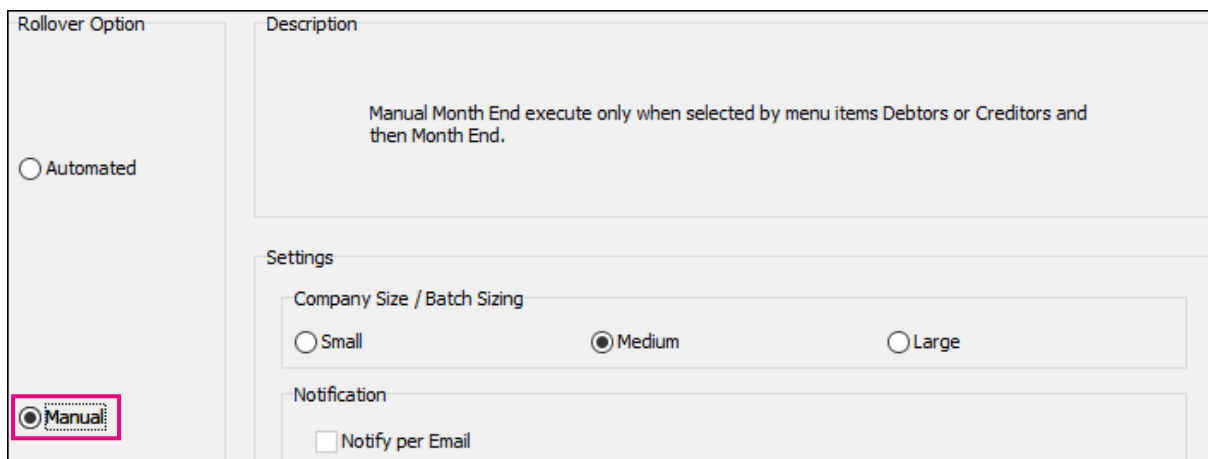 Rollover Option
Description
Manual Month End execute only when selected by menu items Debtors or Creditors and
then Month End.
Automated
Settings
Company Size / Batch Sizing
Small
Medium
Large
Notification
Manual
Notify per Email